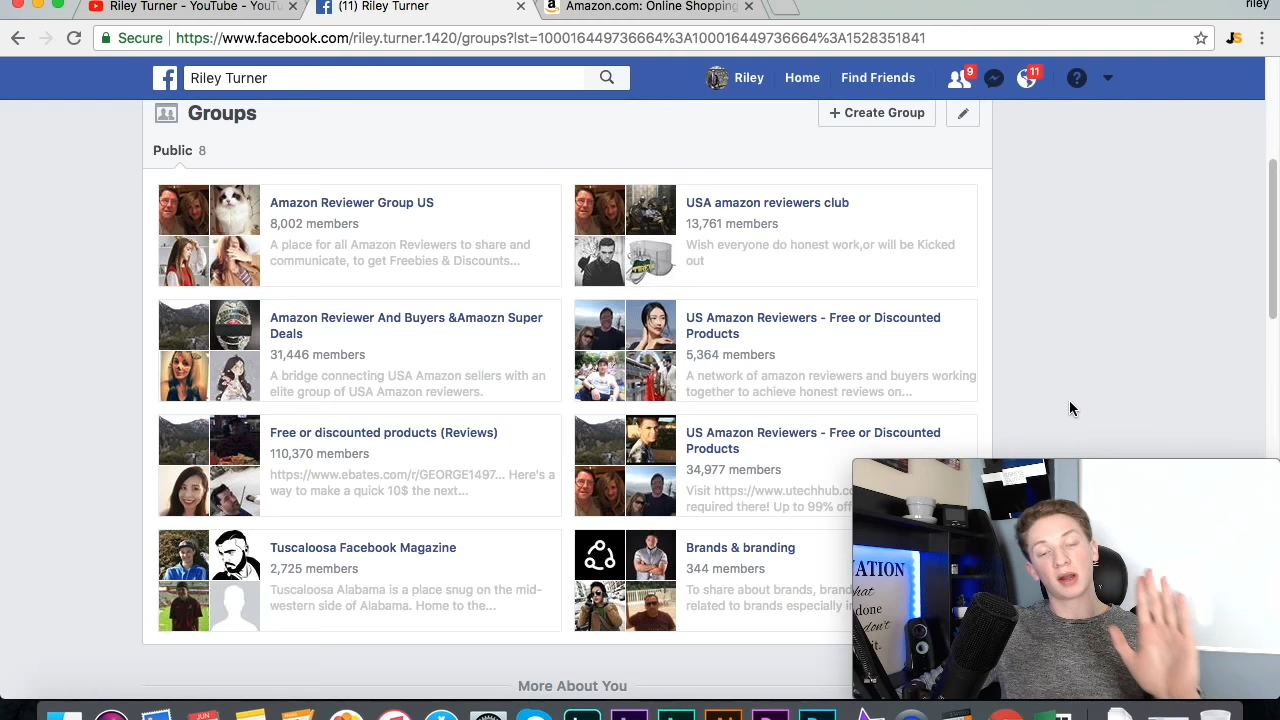 Riley Turner - YouTube - YouTu
(11) Riley Turner
Amazon.com: Online Shopping
riley
Secure
https://www.facebook.com/riley.turner.1420/groups?lst=100016449736664%3A100016449736664%3A1528351841
JS
Riley Turner
Riley
Home
Find Friends
9
11
Groups
+ Create Group
Public 8
Amazon Reviewer Group US
8,002 members
A place for all Amazon Reviewers to share and
communicate, to get Freebies & Discounts...
USA amazon reviewers club
13,761 members
Wish everyone do honest work,or will be Kicked
out
Amazon Reviewer And Buyers &Amaozn Super
Deals
31,446 members
A bridge connecting USA Amazon sellers with an
elite group of USA Amazon reviewers.
US Amazon Reviewers - Free or Discounted
Products
5,364 members
A network of amazon reviewers and buyers working
together to achieve honest reviews on...
Free or discounted products (Reviews)
110,370 members
https://www.ebates.com/r/GEORGE1497... Here's a
way to make a quick 10$ the next...
US Amazon Reviewers - Free or Discounted
Products
34,977 members
Visit https://www.utechhub.co
required there! Up to 99% off
Tuscaloosa Facebook Magazine
2,725 members
Tuscaloosa Alabama is a place snug on the mid-
western side of Alabama. Home to the...
Brands & branding
344 members
To share about brands, brand
related to brands especially in
More About You
JUN